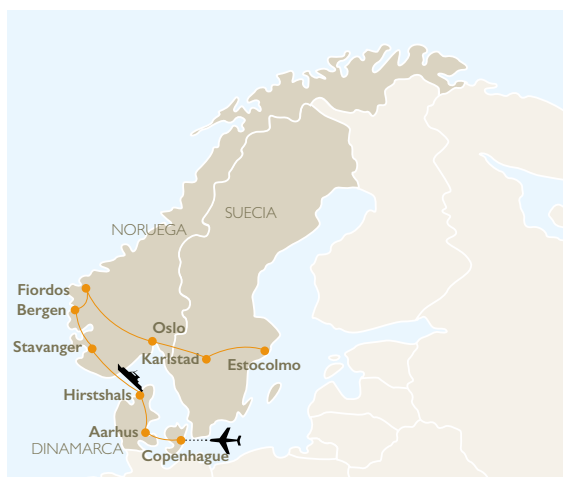 SUECIA
NORUEGA
Fiordos
Bergen
Oslo
Stavanger
Karlstad
Estocolmo
Hirstshals
Aarhus
DINAMARCA
Copenhague